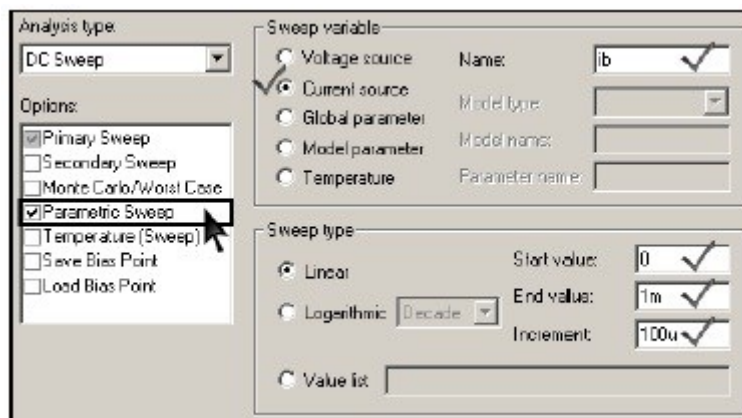 Analysis type:
DC Sweep
Options:
Primary Sweep
Secondary Sweep
Monte Carlo/Worst Case
Parametric Sweep
Temperature (Sweep)
Save Bias Point
Load Bias Point
Sweep variable
Voltage source
Current source
Global parameter
Model parameter
Temperature
Name:
ib
Model type:
Model name:
Parameter name:
Sweep type
Linear
Logarithmic
Decade
Value list
Start value:
0
End value:
1m
Increment:
100u